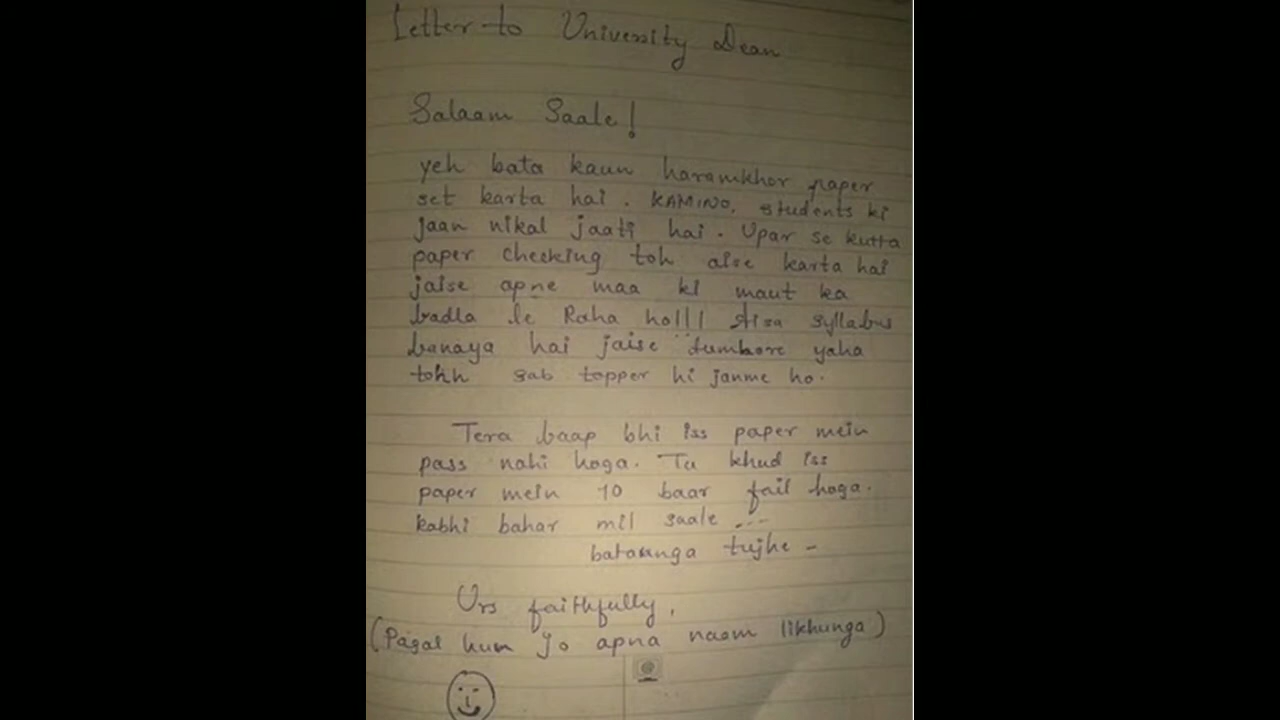 Letter to University Dean
Salaam Saale!
yeh bata kaun haramkhor paper
set karta hai. KAMINO, students ki
jaan nikal jaati hai. Upar se kutta
paper checking toh aise karta hai
jaise apne maa ki maut ka
badla le Raha ho!!! Aisa syllabus
banaya hai jaise tumhare yaha
tohh sab topper hi janme ho.
Tera baap bhi iss paper mein
pass nahi hoga. Tu khud iss
paper mein 10 baar fail hoga.
kabhi bahar mil saale ---
bataunga tujhe -
Urs faithfully,
(Pagal hum jo apna naam likhunga)